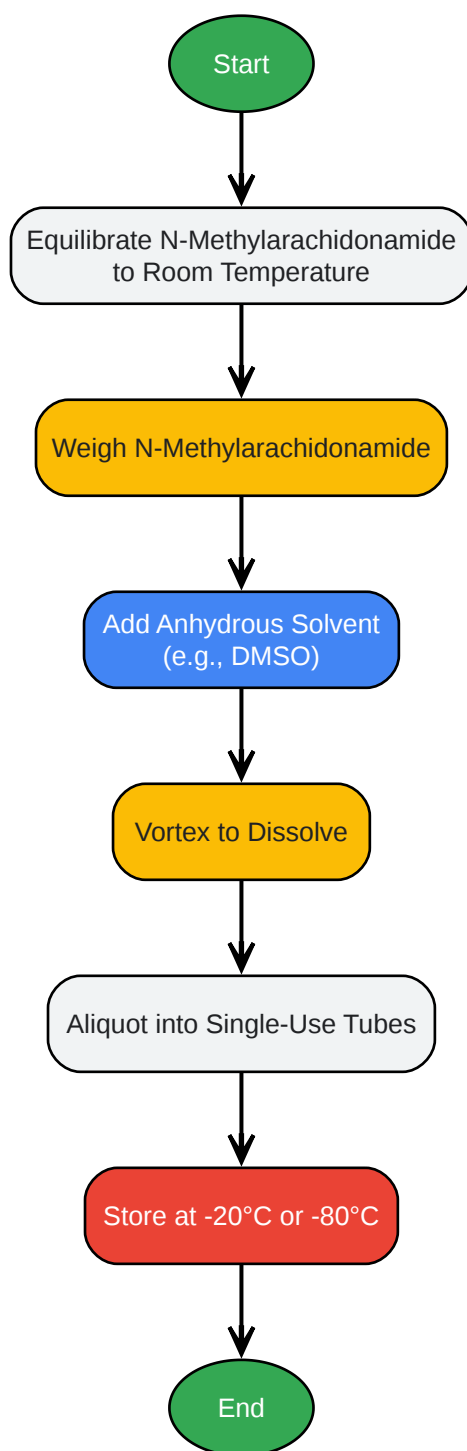 Start
Equilibrate N-Methylarachidonamide
to Room Temperature
Weigh N-Methylarachidonamide
Add Anhydrous Solvent
(e.g., DMSO)
Vortex to Dissolve
Aliquot into Single-Use Tubes
Store at -20°C or -80°C
End